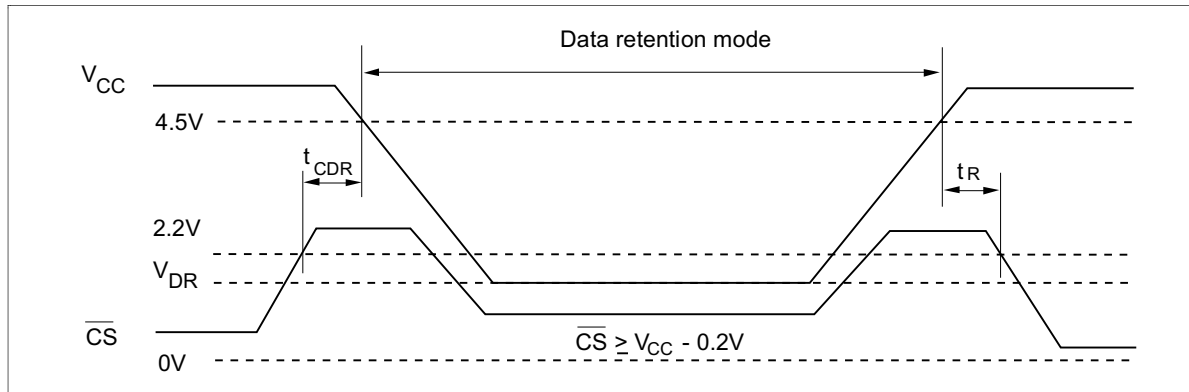 Data retention mode
VCC
4.5V
tCDR
tR
2.2V
VDR
CS
CS ≥ VCC - 0.2V
0V